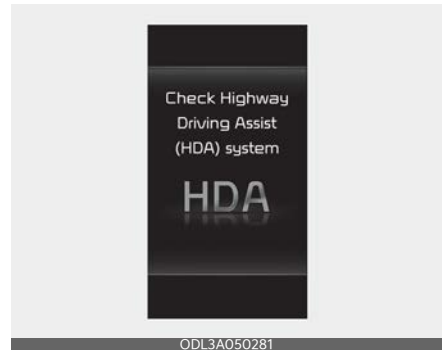 Check Highway
Driving Assist
(HDA) system
HDA
ODL3A050281